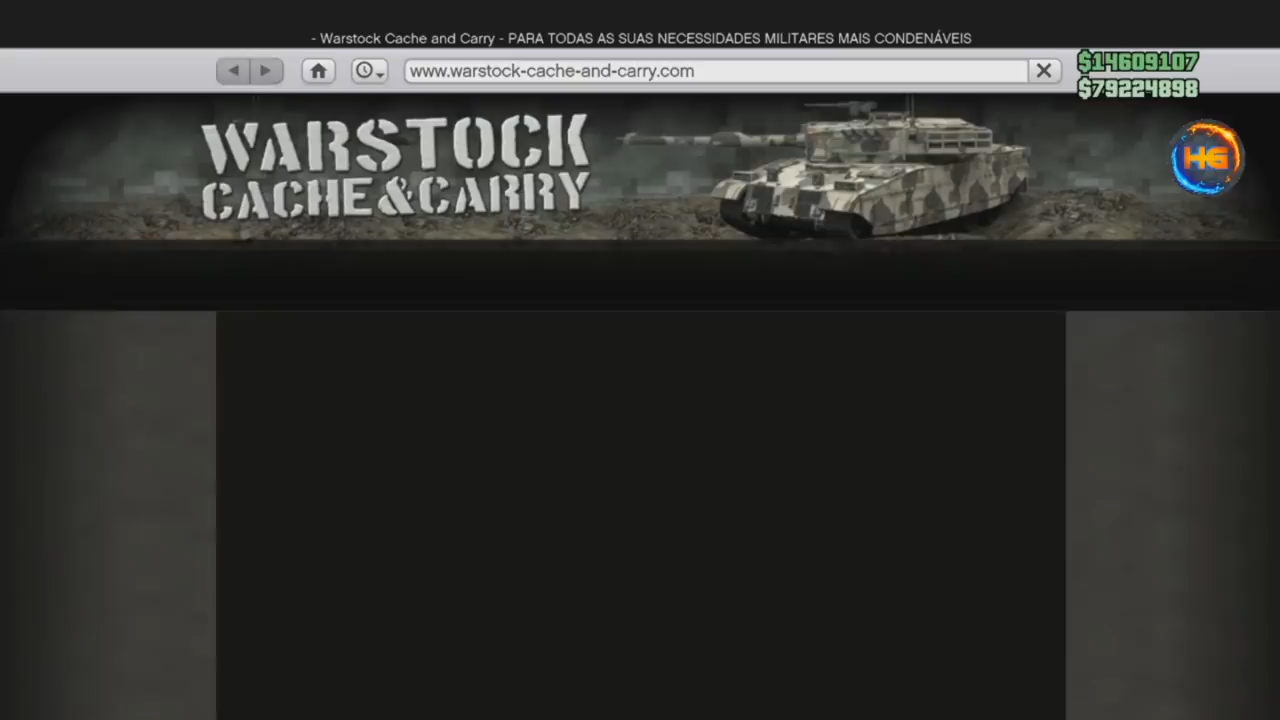 - Warstock Cache and Carry - PARA TODAS AS SUAS NECESSIDADES MILITARES MAIS CONDENÁVEIS
www.warstock-cache-and-carry.com
$14609107
$79224898
WARSTOCK
CACHE&CARRY
HG